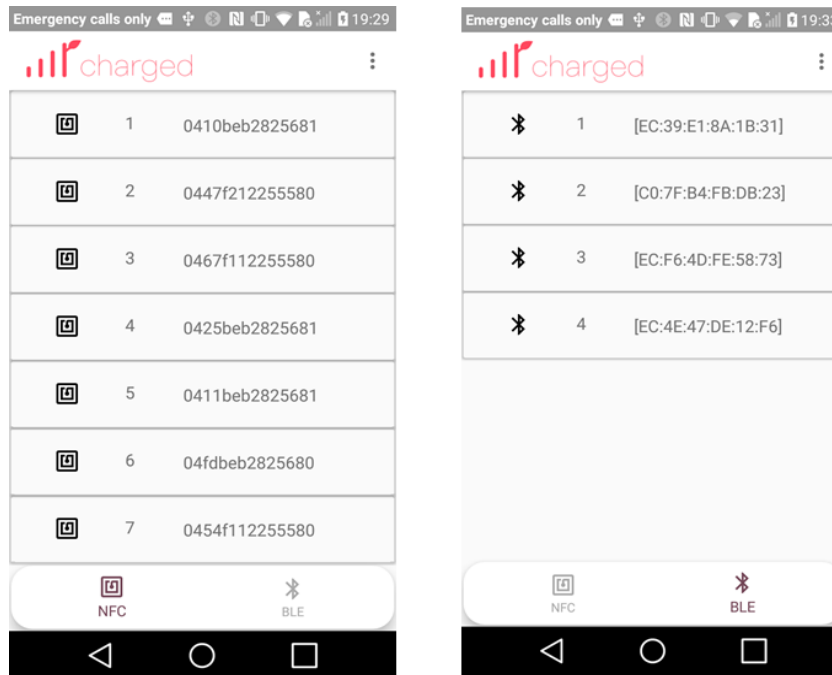 Emergency calls only 19:29
charged
1 0410beb2825681
2 0447f212255580
3 0467f112255580
4 0425beb2825681
5 0411beb2825681
6 04fdbeb2825680
7 0454f112255580
NFC BLE
Emergency calls only
charged
1 [EC:39:E1:8A:1B:31]
2 [C0:7F:B4:FB:DB:23]
3 [EC:F6:4D:FE:58:73]
4 [EC:4E:47:DE:12:F6]
NFC BLE